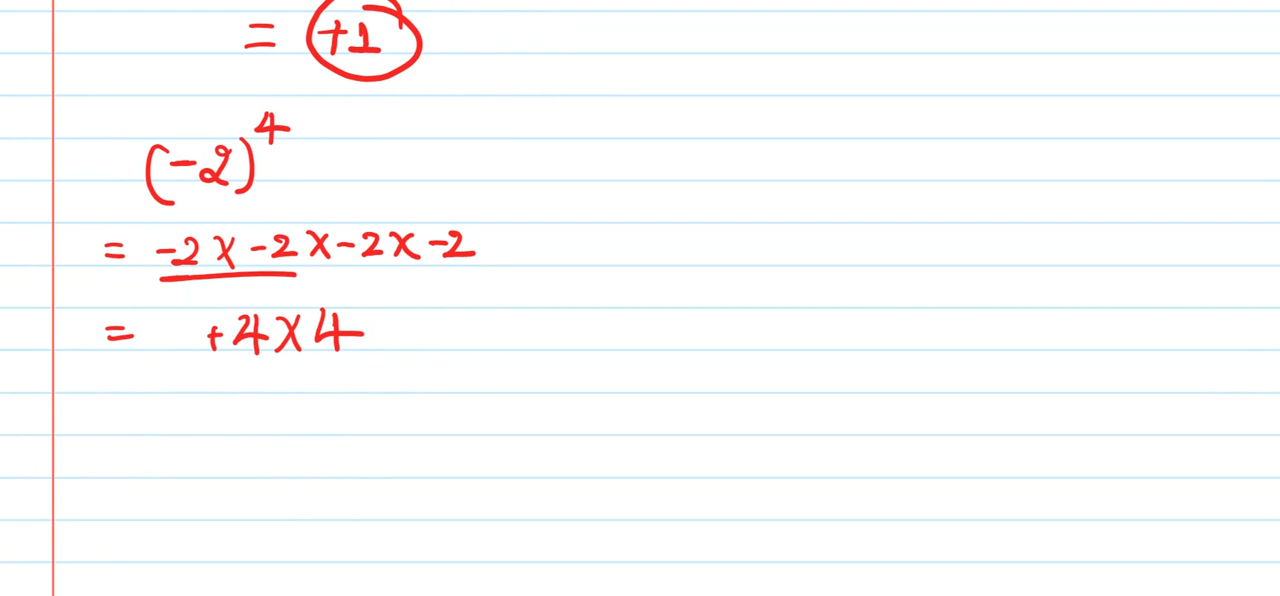 = +1
(-2)⁴
= -2 x -2 x -2 x -2
= +4 x 4